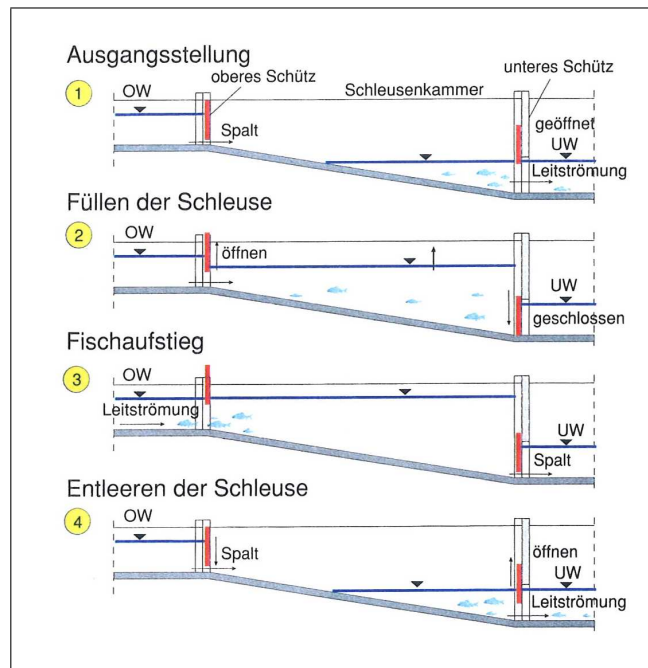 Ausgangsstellung
1
OW
oberes Schütz
Schleusenkammer
unteres Schütz
Spalt
geöffnet
UW
Leitströmung
Füllen der Schleuse
2
OW
öffnen
UW
geschlossen
Fischaufstieg
3
OW
Leitströmung
UW
Spalt
Entleeren der Schleuse
4
OW
Spalt
öffnen
UW
Leitströmung